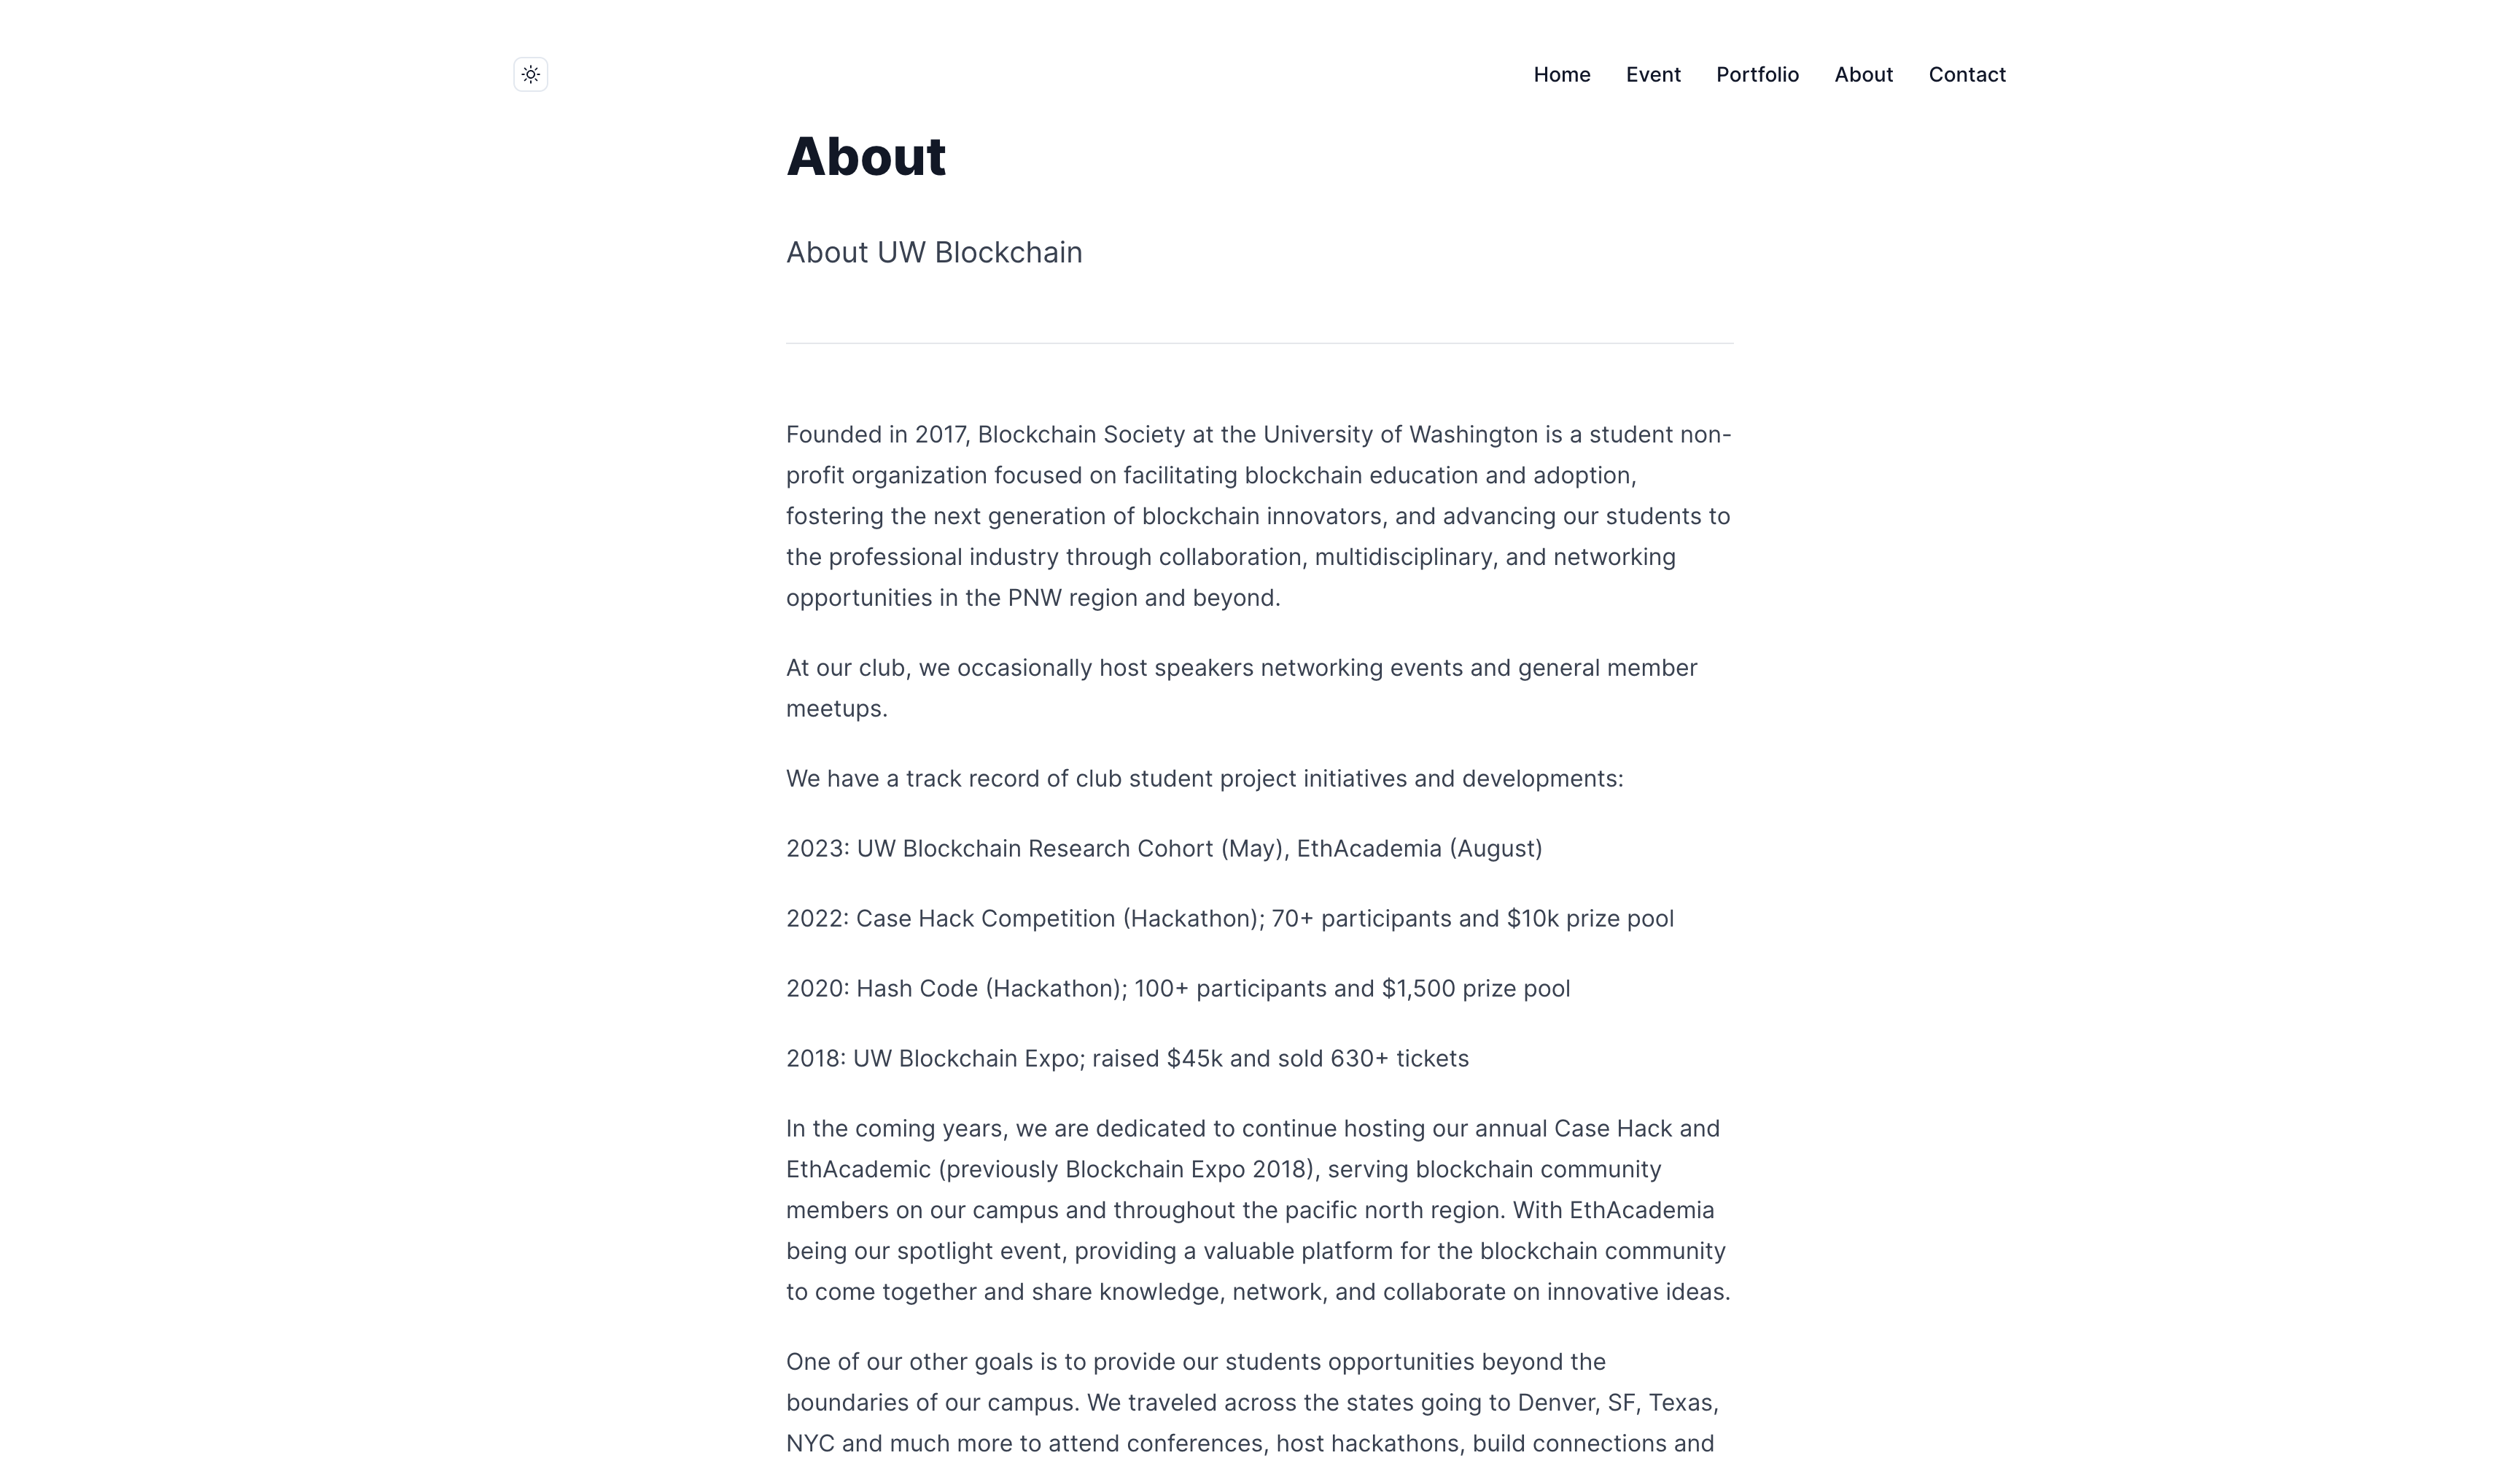 Home Event Portfolio About Contact
About
About UW Blockchain
Founded in 2017, Blockchain Society at the University of Washington is a student non-
profit organization focused on facilitating blockchain education and adoption,
fostering the next generation of blockchain innovators, and advancing our students to
the professional industry through collaboration, multidisciplinary, and networking
opportunities in the PNW region and beyond.
At our club, we occasionally host speakers networking events and general member
meetups.
We have a track record of club student project initiatives and developments:
2023: UW Blockchain Research Cohort (May), EthAcademia (August)
2022: Case Hack Competition (Hackathon); 70+ participants and $10k prize pool
2020: Hash Code (Hackathon); 100+ participants and $1,500 prize pool
2018: UW Blockchain Expo; raised $45k and sold 630+ tickets
In the coming years, we are dedicated to continue hosting our annual Case Hack and
EthAcademic (previously Blockchain Expo 2018), serving blockchain community
members on our campus and throughout the pacific north region. With EthAcademia
being our spotlight event, providing a valuable platform for the blockchain community
to come together and share knowledge, network, and collaborate on innovative ideas.
One of our other goals is to provide our students opportunities beyond the
boundaries of our campus. We traveled across the states going to Denver, SF, Texas,
NYC and much more to attend conferences, host hackathons, build connections and